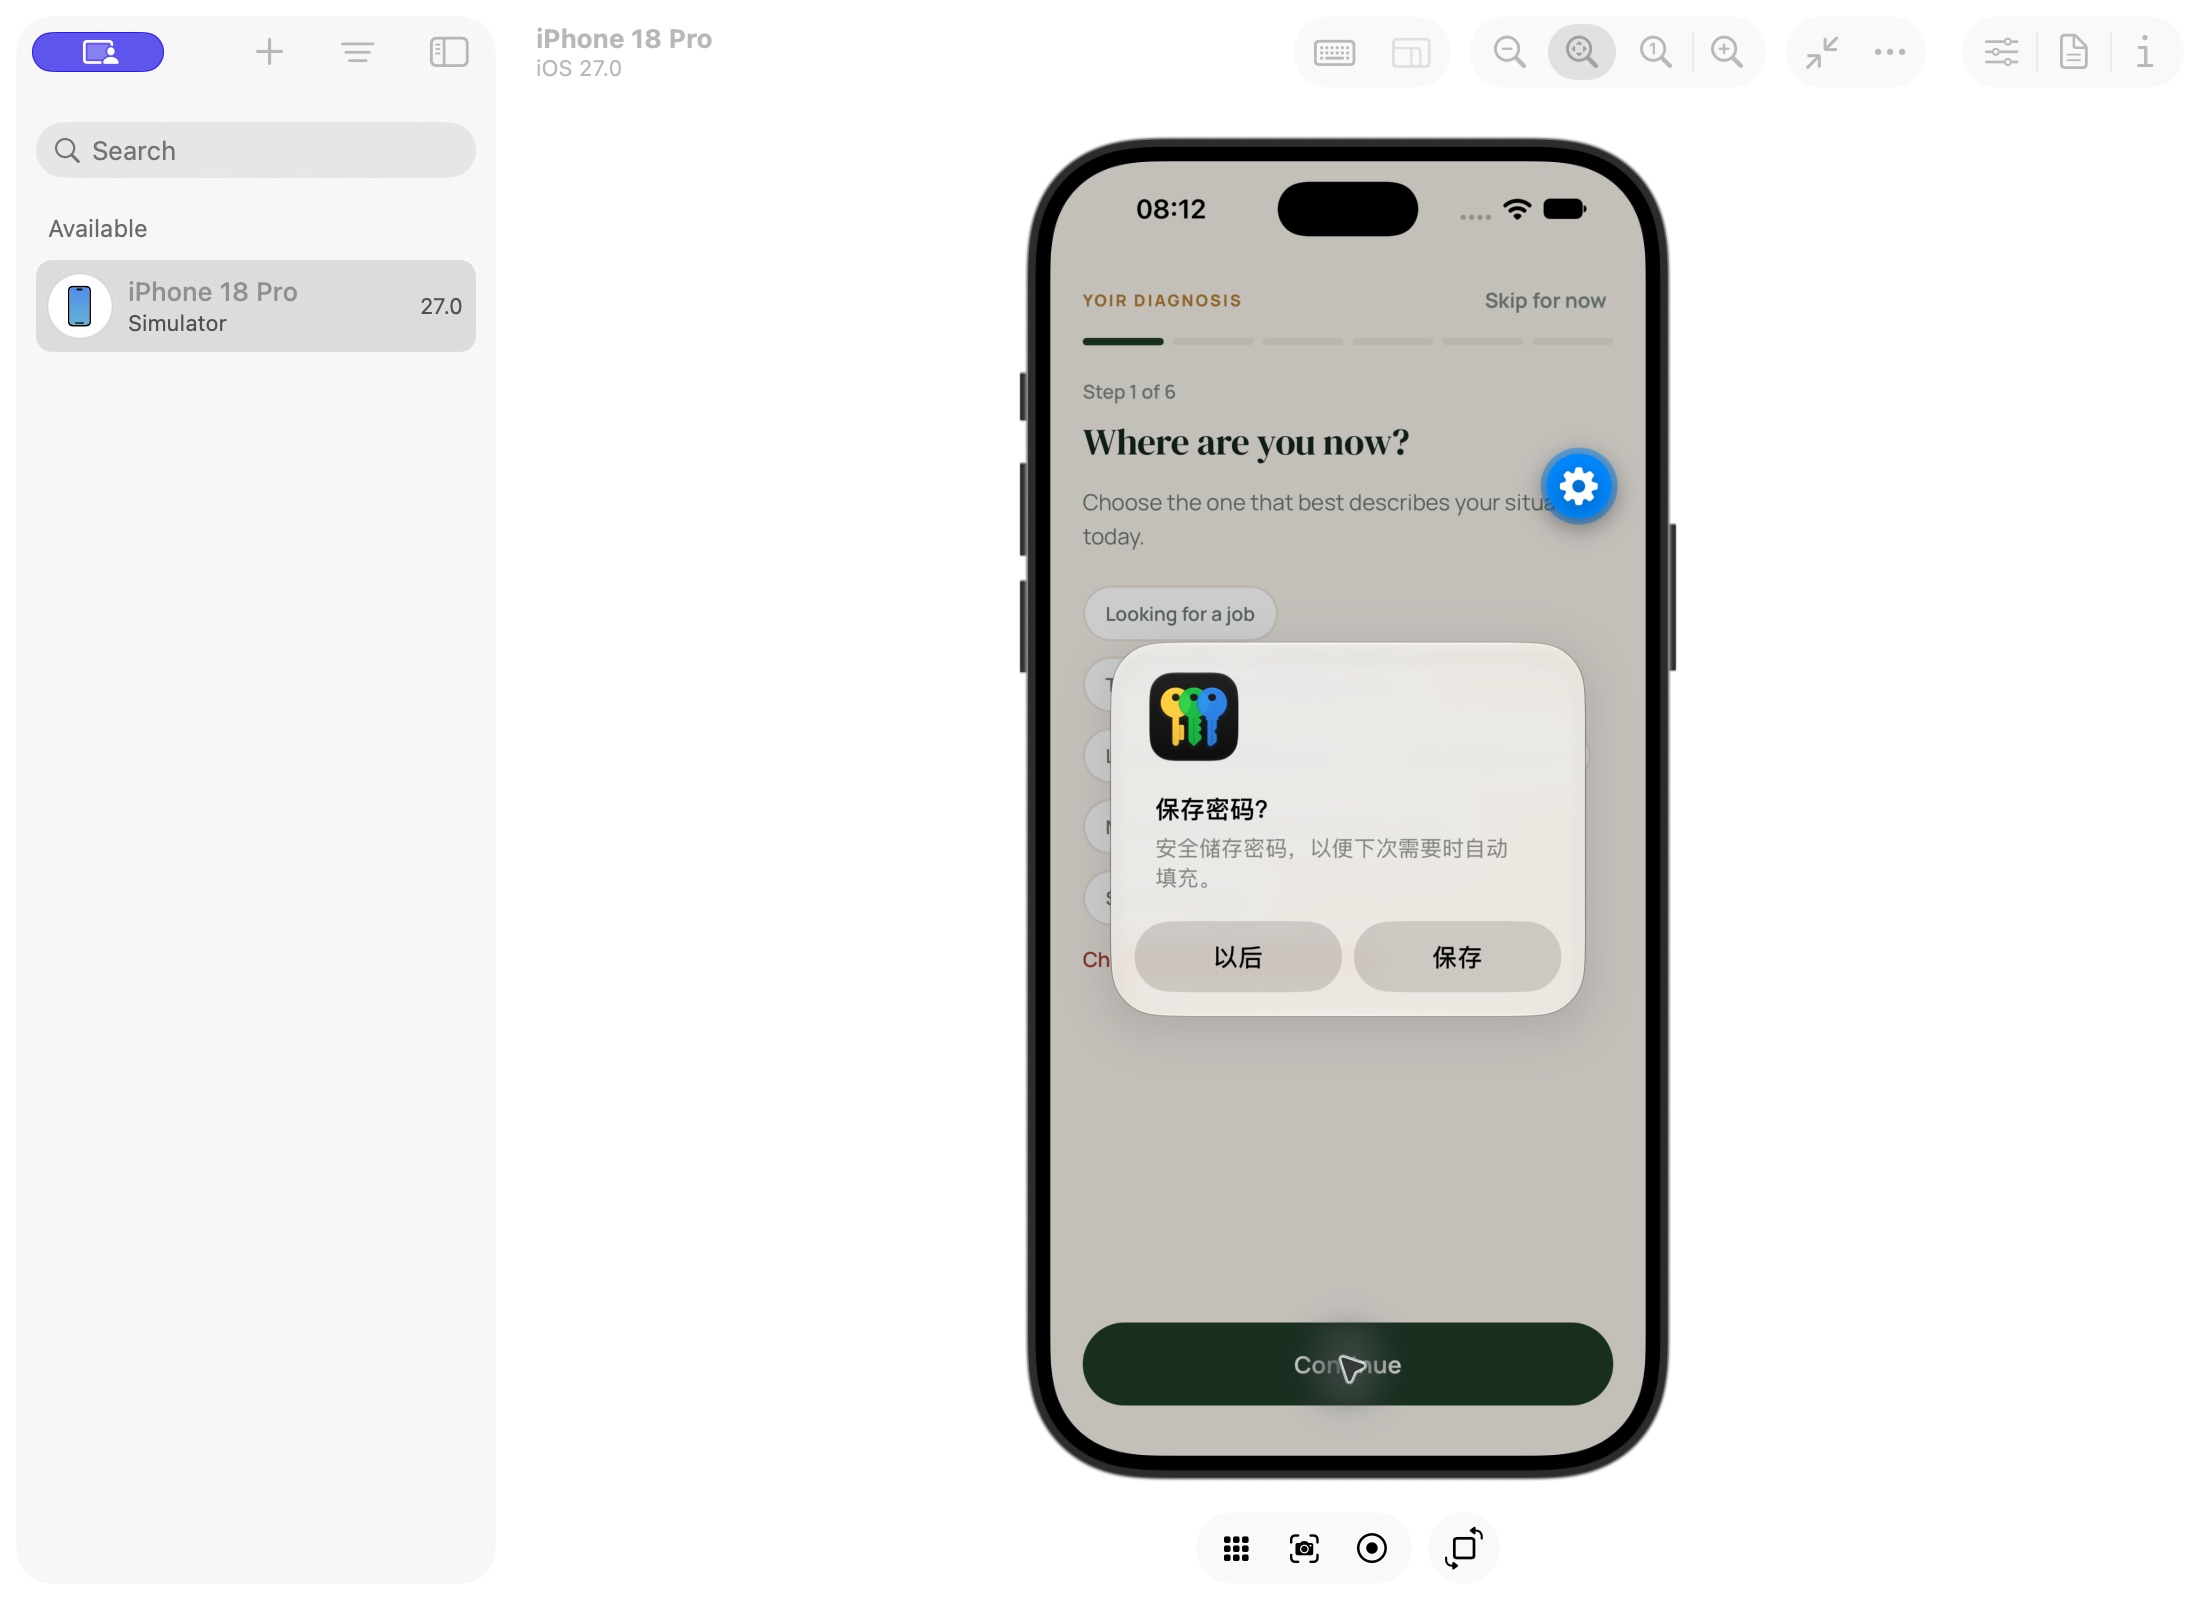 iPhone 18 Pro
iOS 27.0
Search
Available
iPhone 18 Pro
Simulator
27.0
08:12
YOIR DIAGNOSIS
Skip for now
Step 1 of 6
Where are you now?
Choose the one that best describes your situa
today.
Looking for a job
保存密码?
安全储存密码，以便下次需要时自动
填充。
以后
保存
Ch
Continue